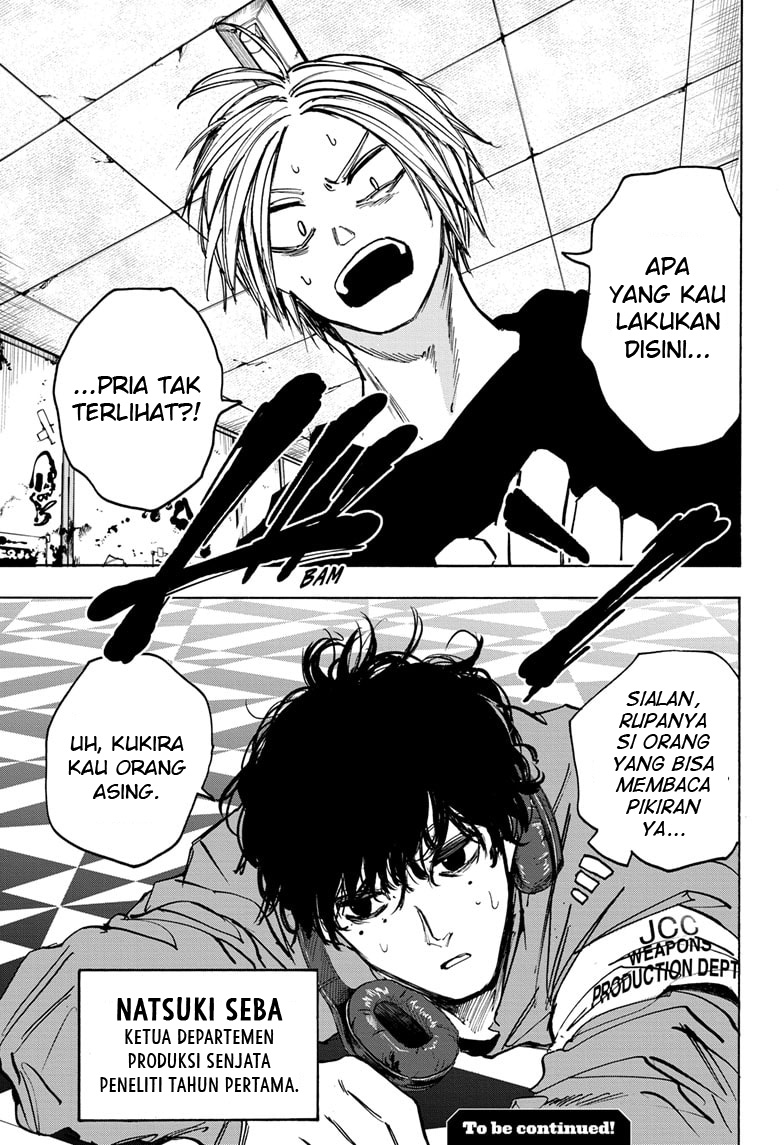 APA
YANG KAU
LAKUKAN
DISINI...
...PRIA TAK
TERLIHAT?!
BAM
SIALAN,
RUPANYA
SI ORANG
YANG BISA
MEMBACA
PIKIRAN
YA...
UH, KUKIRA
KAU ORANG
ASING.
JCC
WEAPONS
PRODUCTION DEPT
NATSUKI SEBA
KETUA DEPARTEMEN
PRODUKSI SENJATA
PENELITI TAHUN PERTAMA.
To be continued!